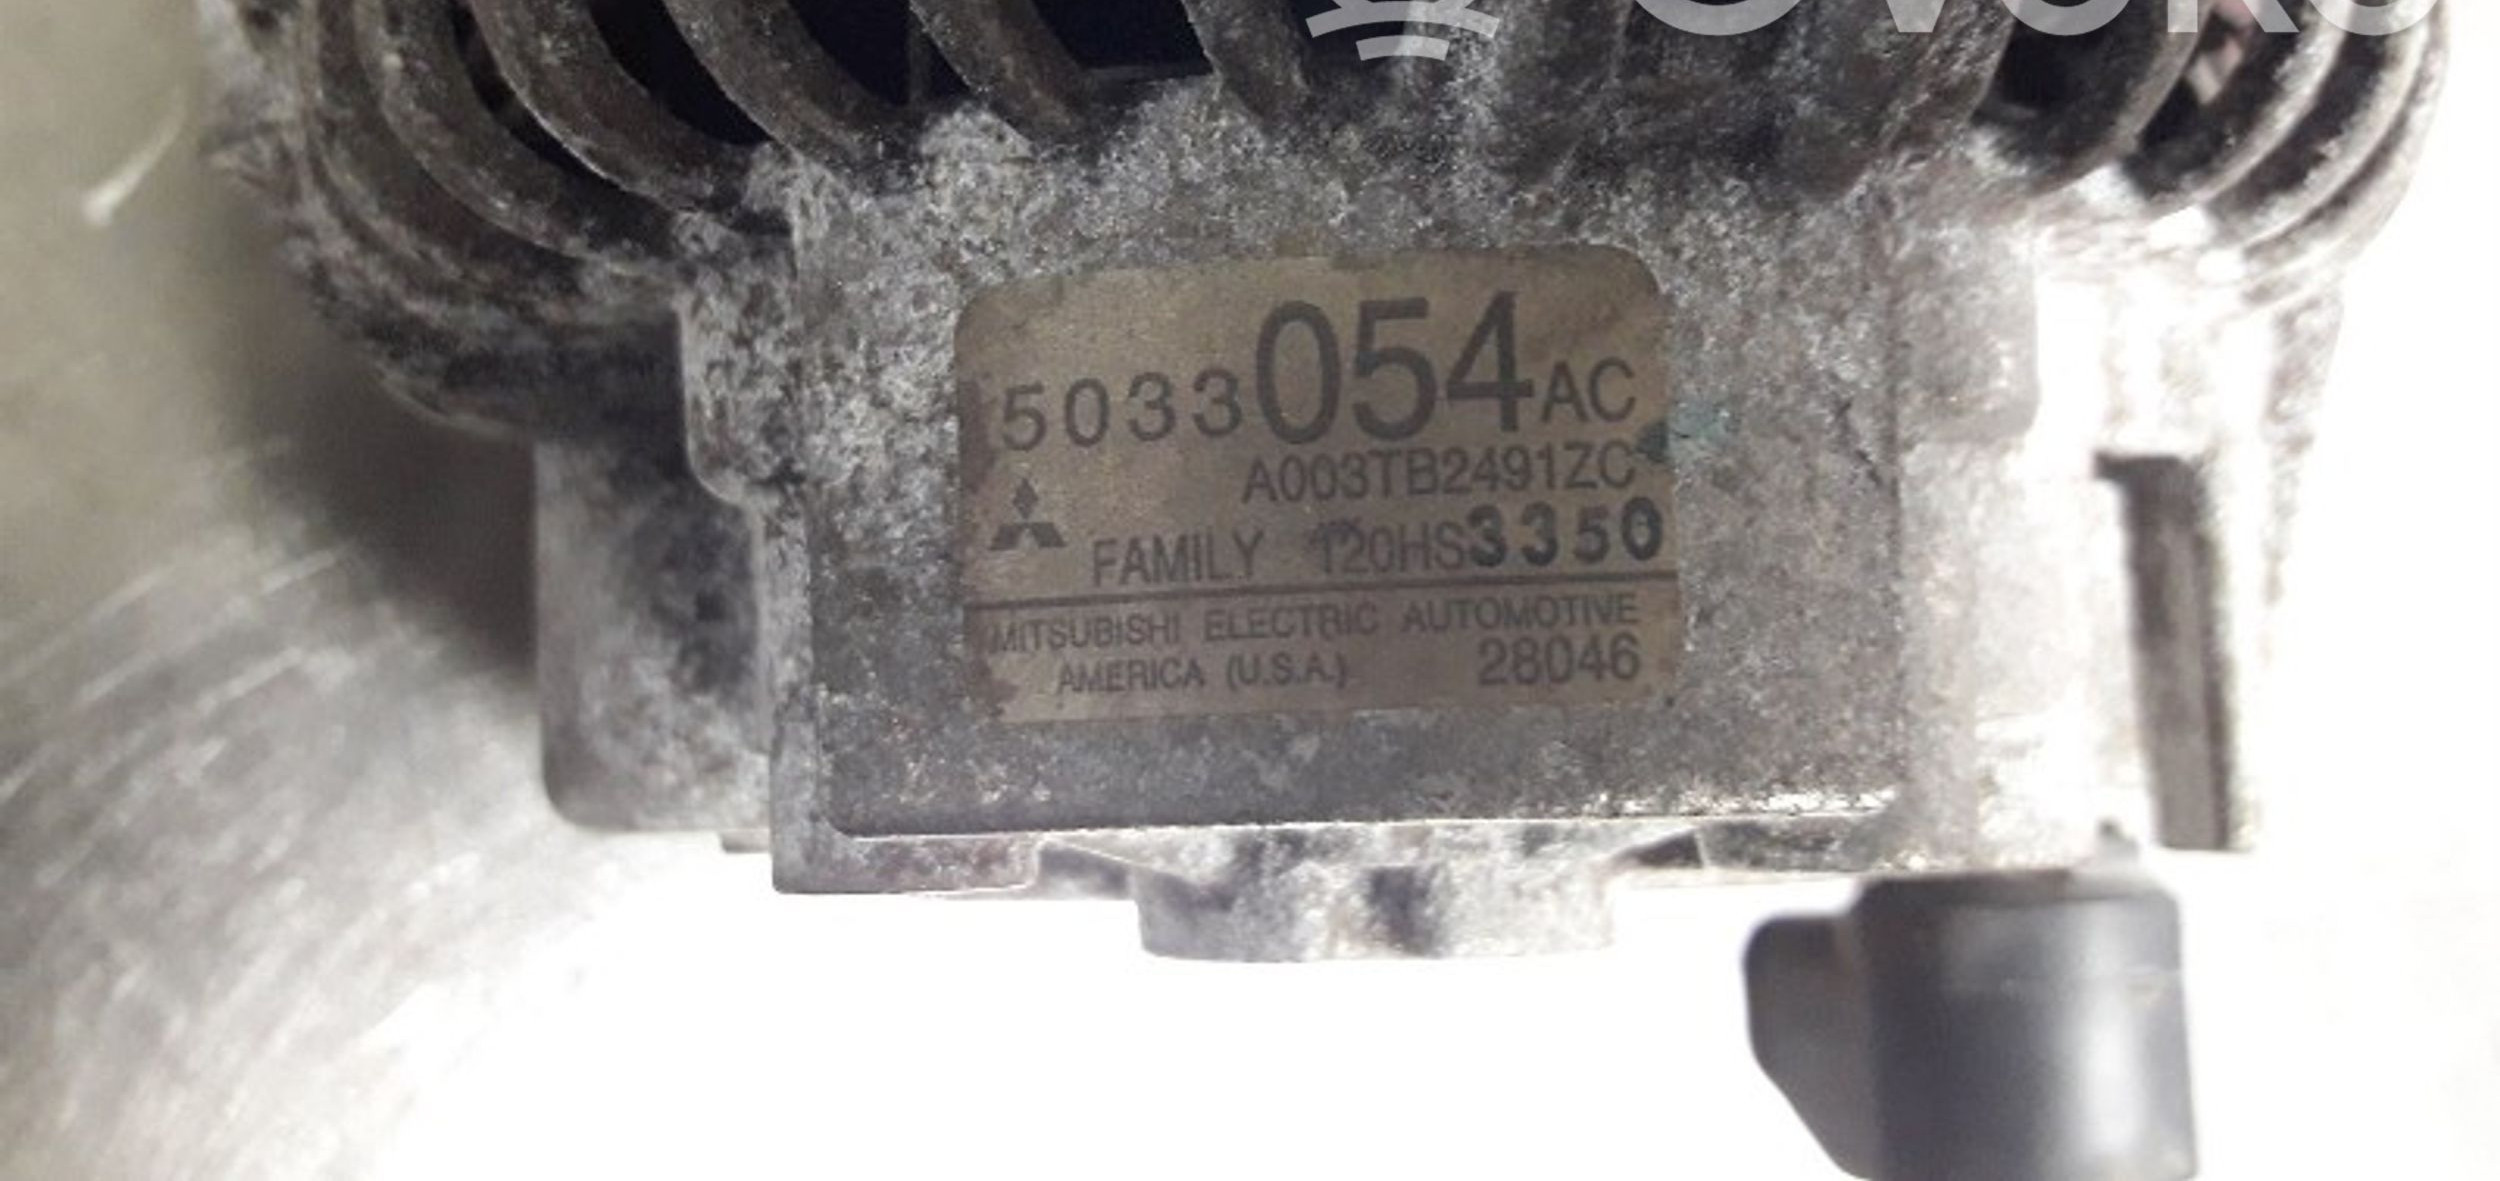 5033054AC
A003TB2491ZC
FAMILY 120HS3350
MITSUBISHI ELECTRIC AUTOMOTIVE
AMERICA (U.S.A.) 28046